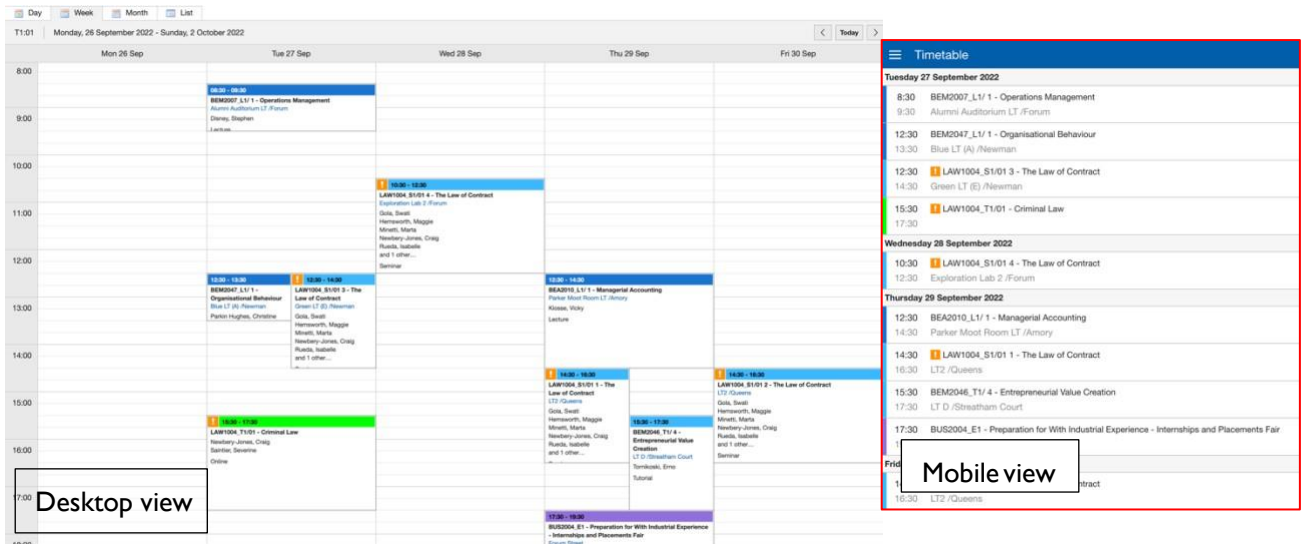 Day Week Month List
T1:01 Monday, 26 September 2022 - Sunday, 2 October 2022 Today
Mon 26 Sep Tue 27 Sep Wed 28 Sep Thu 29 Sep Fri 30 Sep
8:00
08:30 - 09:30
BEM2007_L1/ 1 - Operations Management
Alumni Auditorium LT /Forum
Disney, Stephen
Lecture
9:00
10:00
10:30 - 12:30
LAW1004_S1/01 4 - The Law of Contract
Exploration Lab 2 /Forum
Gola, Swati
Hemsworth, Maggie
Minetti, Marta
Newbery-Jones, Craig
Rueda, Isabelle
and 1 other...
Seminar
11:00
12:00
12:30 - 13:30
BEM2047_L1/ 1 -
Organisational Behaviour
Blue LT (A) /Newman
Parkin Hughes, Christine
12:30 - 14:30
LAW1004_S1/01 3 - The
Law of Contract
Green LT (E) /Newman
Gola, Swati
Hemsworth, Maggie
Minetti, Marta
Newbery-Jones, Craig
Rueda, Isabelle
and 1 other...
12:30 - 14:30
BEA2010_L1/ 1 - Managerial Accounting
Parker Moot Room LT /Amory
Kiosse, Vicky
Lecture
13:00
14:00
14:30 - 16:30
LAW1004_S1/01 1 - The
Law of Contract
LT2 /Queens
Gola, Swati
Hemsworth, Maggie
Minetti, Marta
Newbery-Jones, Craig
Rueda, Isabelle
and 1 other...
14:30 - 16:30
LAW1004_S1/01 2 - The Law of Contract
LT2 /Queens
Gola, Swati
Hemsworth, Maggie
Minetti, Marta
Newbery-Jones, Craig
Rueda, Isabelle
and 1 other...
Seminar
15:00
15:30 - 17:30
LAW1004_T1/01 - Criminal Law
Newbery-Jones, Craig
Saintier, Severine
Online
15:30 - 17:30
BEM2046_T1/ 4 -
Entrepreneurial Value
Creation
LT D /Streatham Court
Tomikoski, Erno
Tutorial
16:00
17:00
17:30 - 19:30
BUS2004_E1 - Preparation for With Industrial Experience
- Internships and Placements Fair
Forum Street
18:00
Desktop view
Timetable
Tuesday 27 September 2022
8:30 BEM2007_L1/ 1 - Operations Management
9:30 Alumni Auditorium LT /Forum
12:30 BEM2047_L1/ 1 - Organisational Behaviour
13:30 Blue LT (A) /Newman
12:30 ! LAW1004_S1/01 3 - The Law of Contract
14:30 Green LT (E) /Newman
15:30 ! LAW1004_T1/01 - Criminal Law
17:30
Wednesday 28 September 2022
10:30 ! LAW1004_S1/01 4 - The Law of Contract
12:30 Exploration Lab 2 /Forum
Thursday 29 September 2022
12:30 BEA2010_L1/ 1 - Managerial Accounting
14:30 Parker Moot Room LT /Amory
14:30 ! LAW1004_S1/01 1 - The Law of Contract
16:30 LT2 /Queens
15:30 BEM2046_T1/ 4 - Entrepreneurial Value Creation
17:30 LT D /Streatham Court
17:30 BUS2004_E1 - Preparation for With Industrial Experience - Internships and Placements Fair
16:30 LT2 /Queens
Mobile view